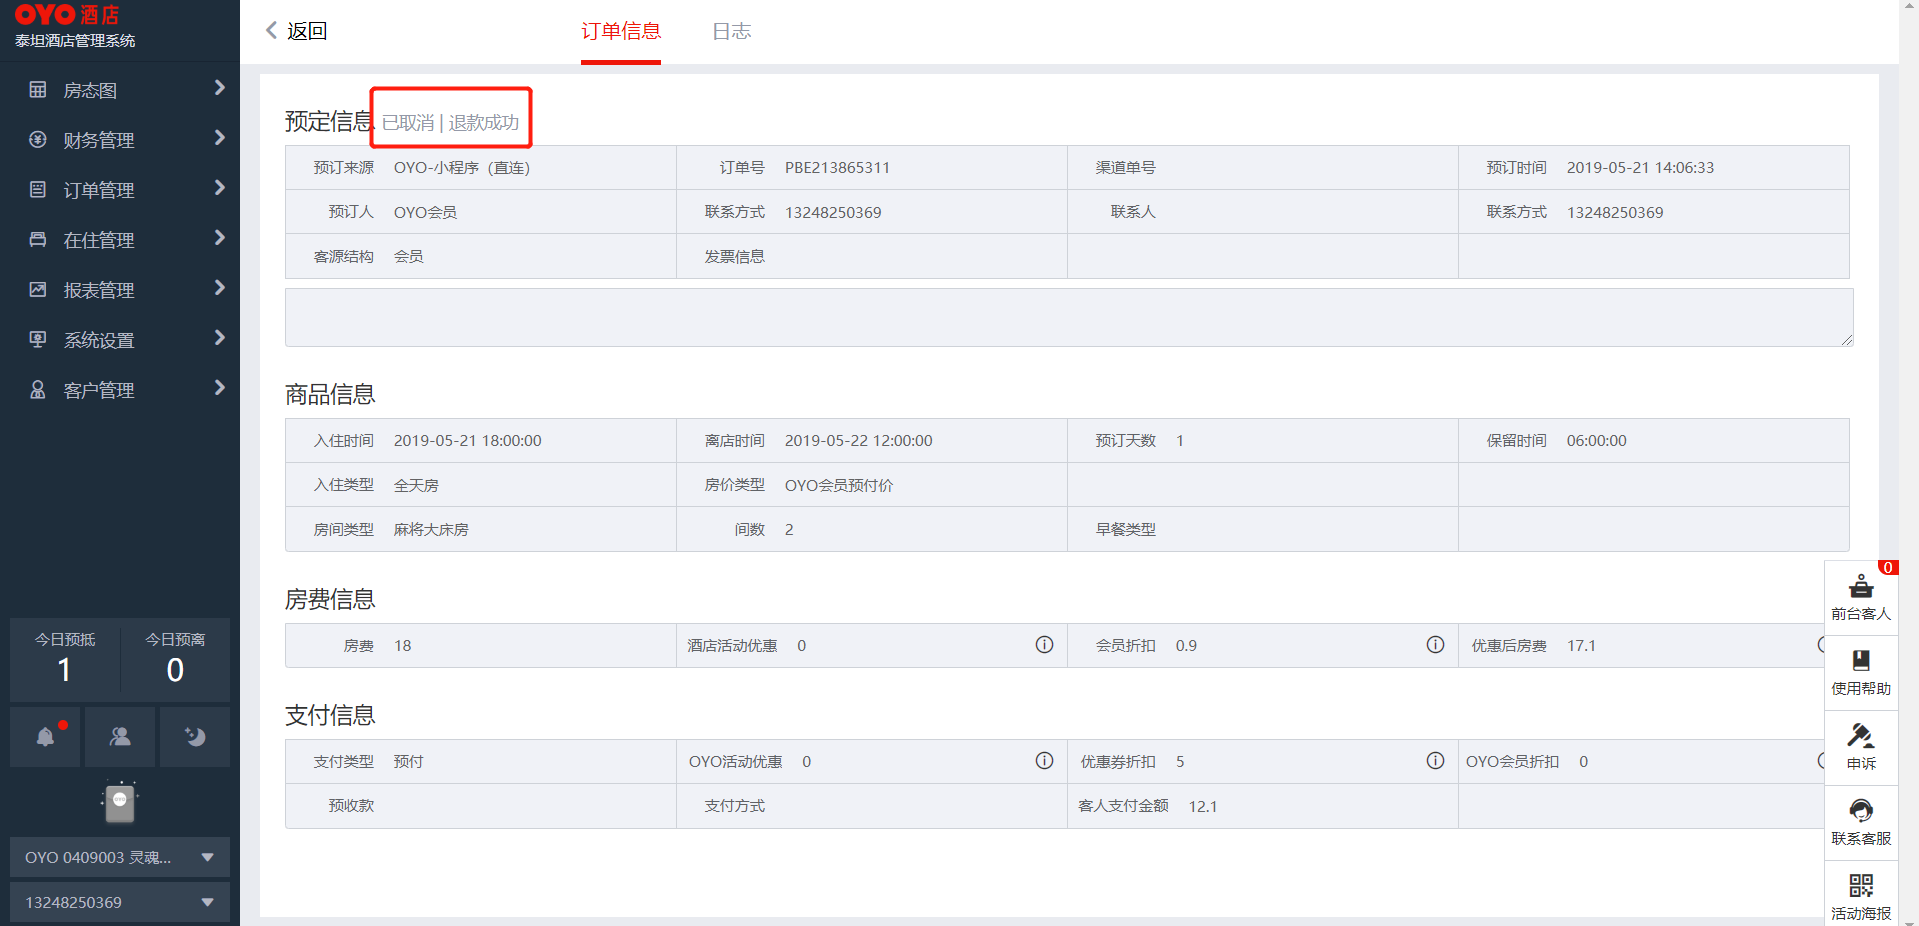 OYO 酒店
泰坦酒店管理系统
房态图
财务管理
订单管理
在住管理
报表管理
系统设置
客户管理
今日预抵 今日预离
1 0
OYO
OYO 0409003 灵魂...
13248250369
返回 订单信息 日志
预定信息 已取消 | 退款成功
预订来源 OYO-小程序（直连） 订单号 PBE213865311 渠道单号 预订时间 2019-05-21 14:06:33
预订人 OYO会员 联系方式 13248250369 联系人 联系方式 13248250369
客源结构 会员 发票信息
商品信息
入住时间 2019-05-21 18:00:00 离店时间 2019-05-22 12:00:00 预订天数 1 保留时间 06:00:00
入住类型 全天房 房价类型 OYO会员预付价
房间类型 麻将大床房 间数 2 早餐类型
房费信息
房费 18 酒店活动优惠 0 会员折扣 0.9 优惠后房费 17.1
支付信息
支付类型 预付 OYO活动优惠 0 优惠券折扣 5 OYO会员折扣 0
预收款 支付方式 客人支付金额 12.1
0
前台客人
使用帮助
申诉
联系客服
活动海报